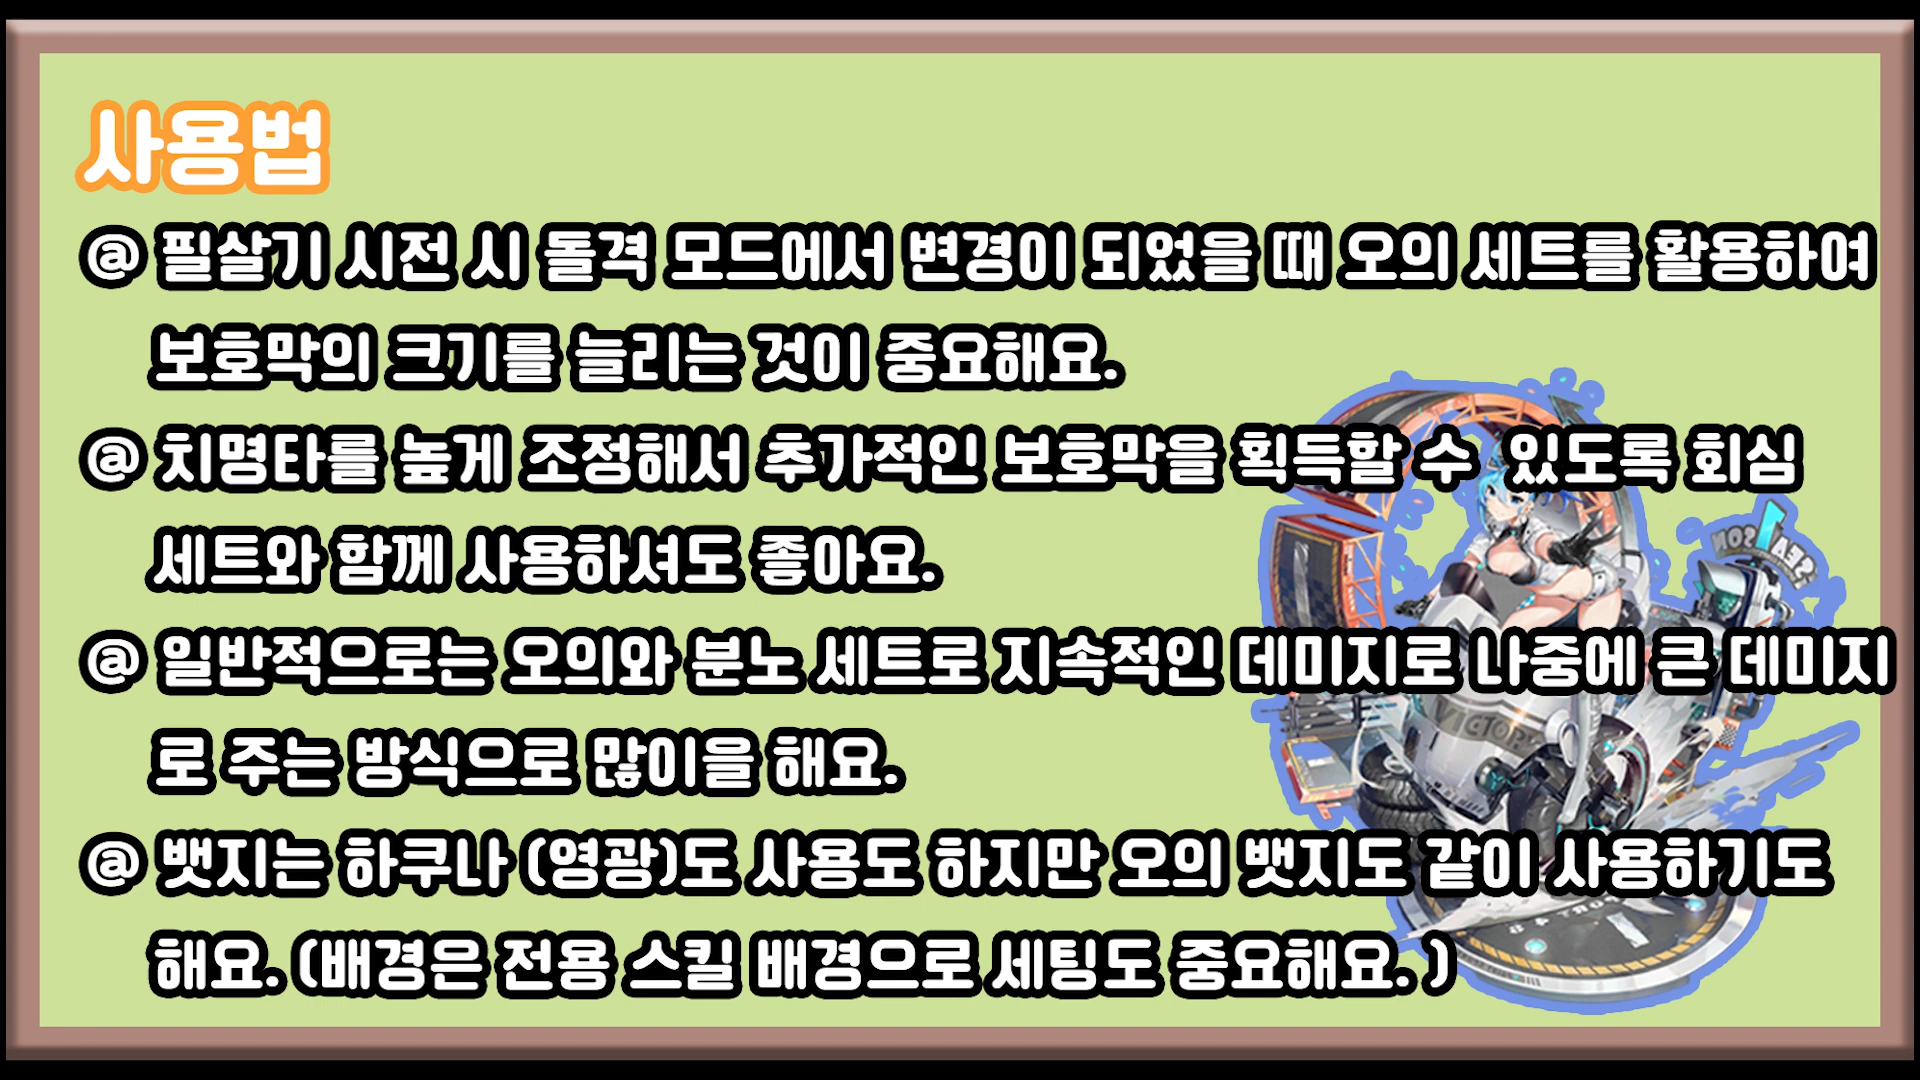 사용법
@ 필살기 시전 시 돌격 모드에서 변경이 되었을 때 오의 세트를 활용하여
보호막의 크기를 늘리는 것이 중요해요.
@ 치명타를 높게 조정해서 추가적인 보호막을 획득할 수 있도록 회심
세트와 함께 사용하셔도 좋아요.
@ 일반적으로는 오의와 분노 세트로 지속적인 데미지로 나중에 큰 데미지
로 주는 방식으로 많이을 해요.
@ 뱃지는 하쿠나 (영광)도 사용도 하지만 오의 뱃지도 같이 사용하기도
해요. (배경은 전용 스킬 배경으로 세팅도 중요해요. )
SEASON
VICTORY